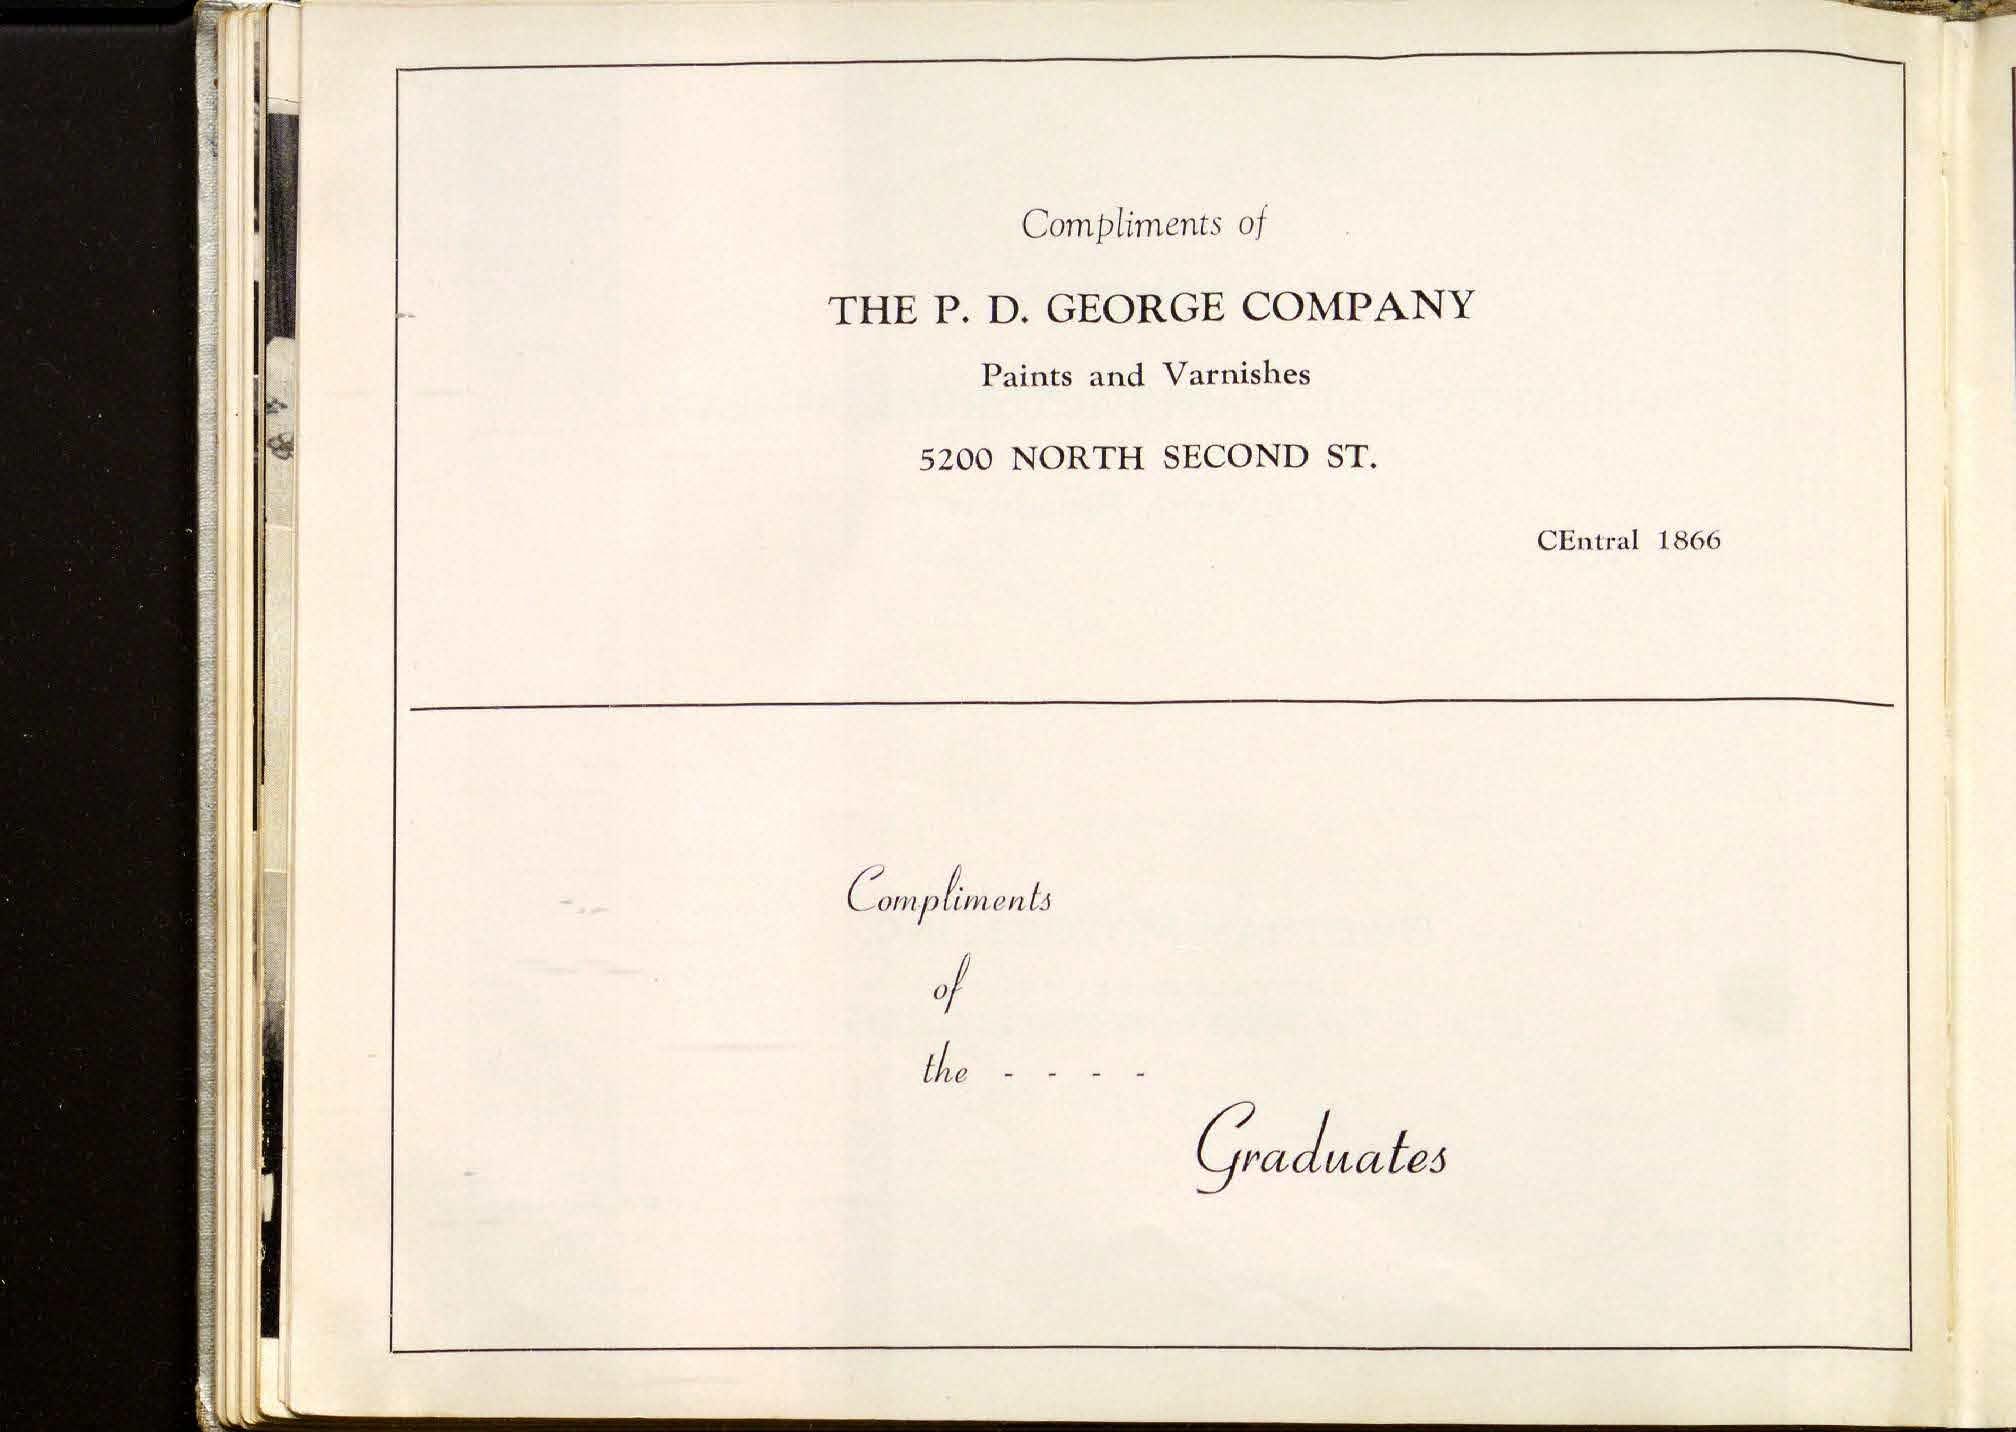 Compliments of
THE P. D. GEORGE COMPANY
Paints and Varnishes
5200 NORTH SECOND ST.
CEntral 1866
Compliments
of
the - - - -
Graduates